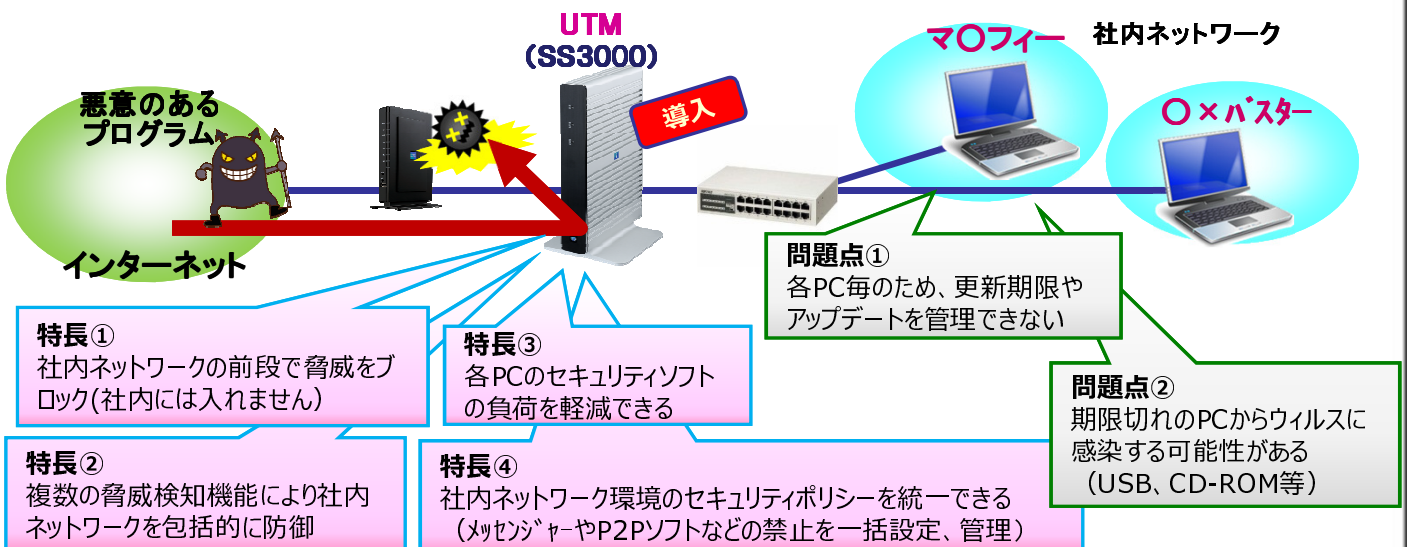 UTM
(SS3000)
マ〇フィー
社内ネットワーク
悪意のある
プログラム
導入
〇×バスター
インターネット
問題点①
各PC毎のため、更新期限や
アップデートを管理できない
特長①
社内ネットワークの前段で脅威をブ
ロック(社内には入れません)
特長③
各PCのセキュリティソフト
の負荷を軽減できる
問題点②
期限切れのPCからウィルスに
感染する可能性がある
（USB、CD-ROM等）
特長②
複数の脅威検知機能により社内
ネットワークを包括的に防御
特長④
社内ネットワーク環境のセキュリティポリシーを統一できる
（ﾒッセンジャーやP2Pソフトなどの禁止を一括設定、管理）